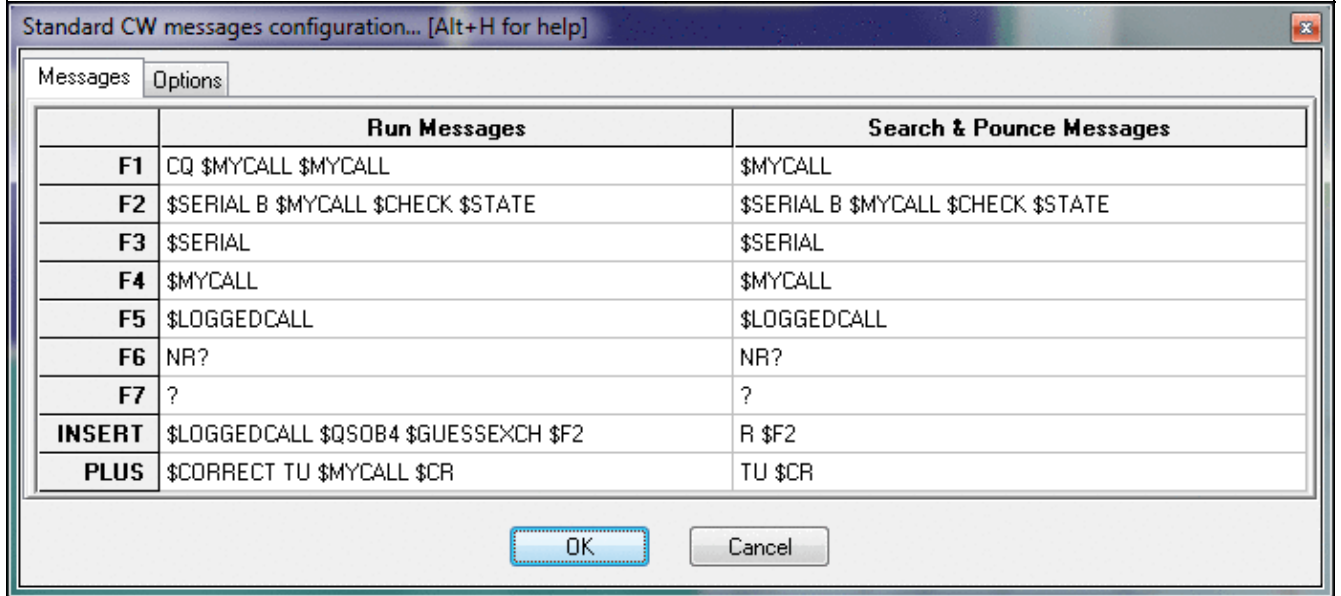 Standard CW messages configuration... [Alt+H for help]
Messages Options
Run Messages Search & Pounce Messages
F1 CQ $MYCALL $MYCALL $MYCALL
F2 $SERIAL B $MYCALL $CHECK $STATE $SERIAL B $MYCALL $CHECK $STATE
F3 $SERIAL $SERIAL
F4 $MYCALL $MYCALL
F5 $LOGGEDCALL $LOGGEDCALL
F6 NR? NR?
F7 ? ?
INSERT $LOGGEDCALL $QSOB4 $GUESSEXCH $F2 R $F2
PLUS $CORRECT TU $MYCALL $CR TU $CR
OK Cancel